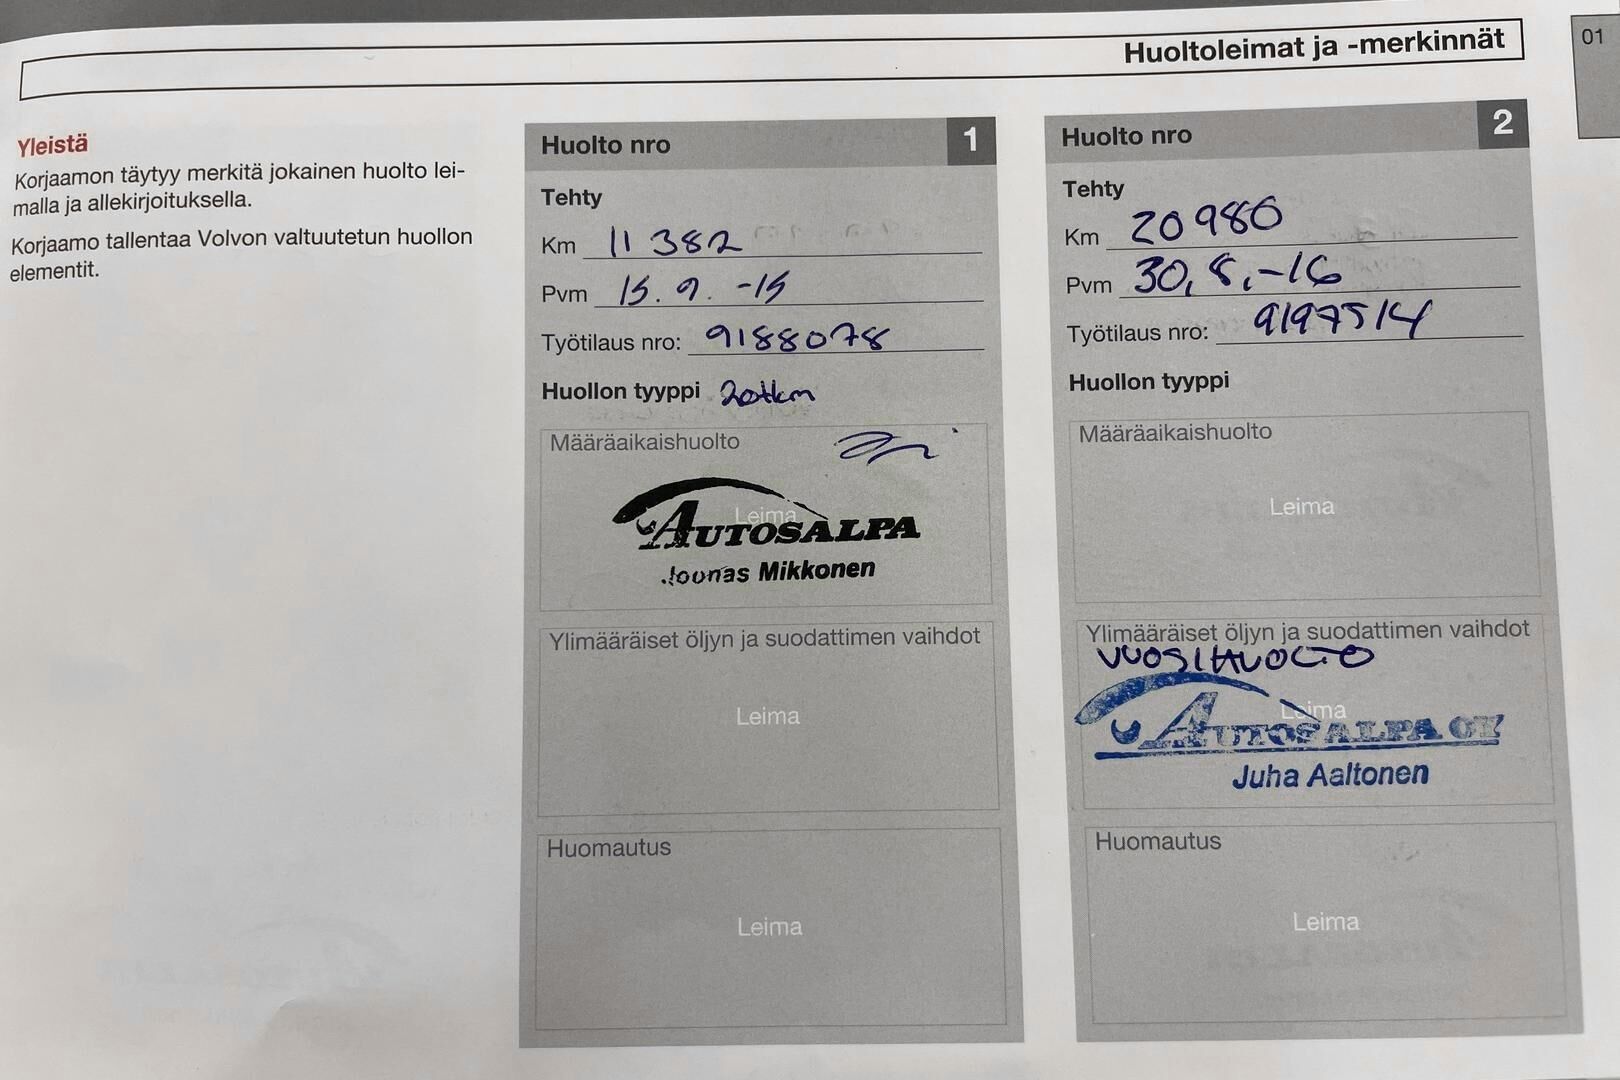 Huoltoleimat ja -merkinnät
01
Yleistä
Korjaamon täytyy merkitä jokainen huolto lei-
malla ja allekirjoituksella.
Korjaamo tallentaa Volvon valtuutetun huollon
elementit.
Huolto nro 1
Tehty
Km 11 382
Pvm 15. 9. -15
Työtilaus nro: 9188078
Huollon tyyppi 20tkm
Määräaikaishuolto
Leima
AUTOSALPA
Joonas Mikkonen
Ylimääräiset öljyn ja suodattimen vaihdot
Leima
Huomautus
Leima
Huolto nro 2
Tehty
Km 20 980
Pvm 30, 8, -16
Työtilaus nro: 9197514
Huollon tyyppi
Määräaikaishuolto
Leima
Ylimääräiset öljyn ja suodattimen vaihdot
VUOSIHUOLTO
Leima
AUTOSALPA OY
Juha Aaltonen
Huomautus
Leima